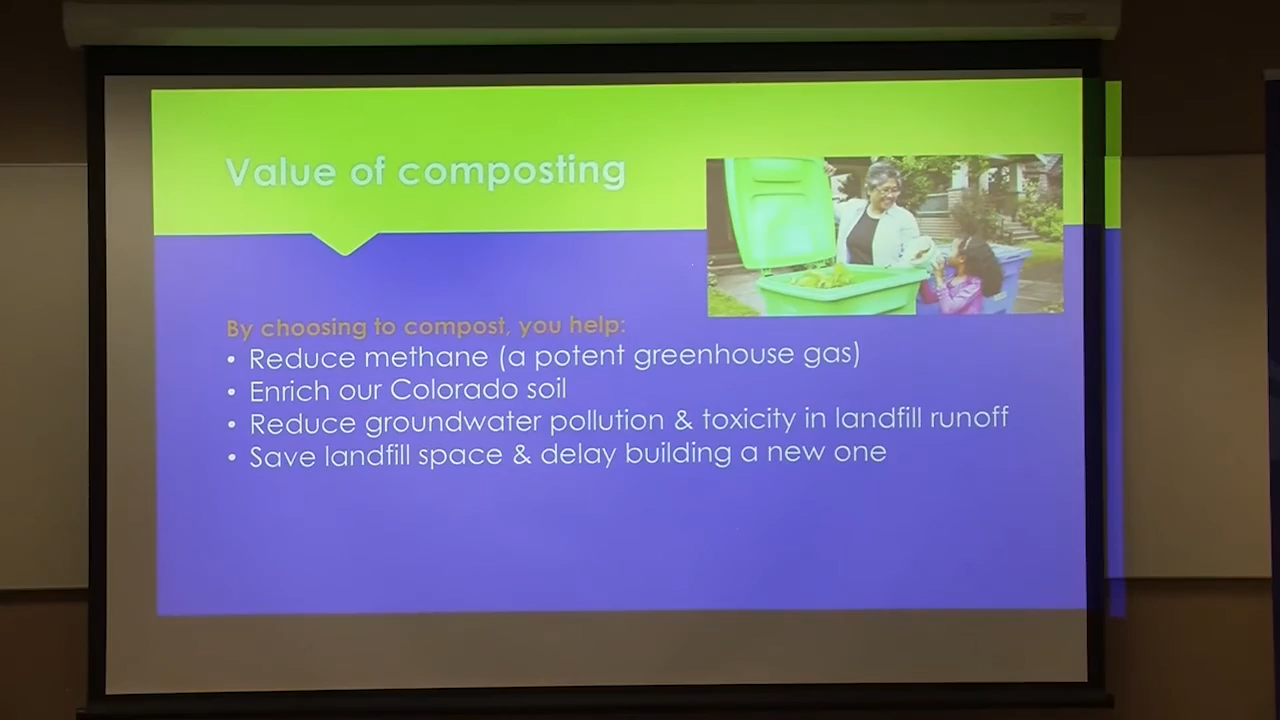 Value of composting
By choosing to compost, you help:
• Reduce methane (a potent greenhouse gas)
• Enrich our Colorado soil
• Reduce groundwater pollution & toxicity in landfill runoff
• Save landfill space & delay building a new one